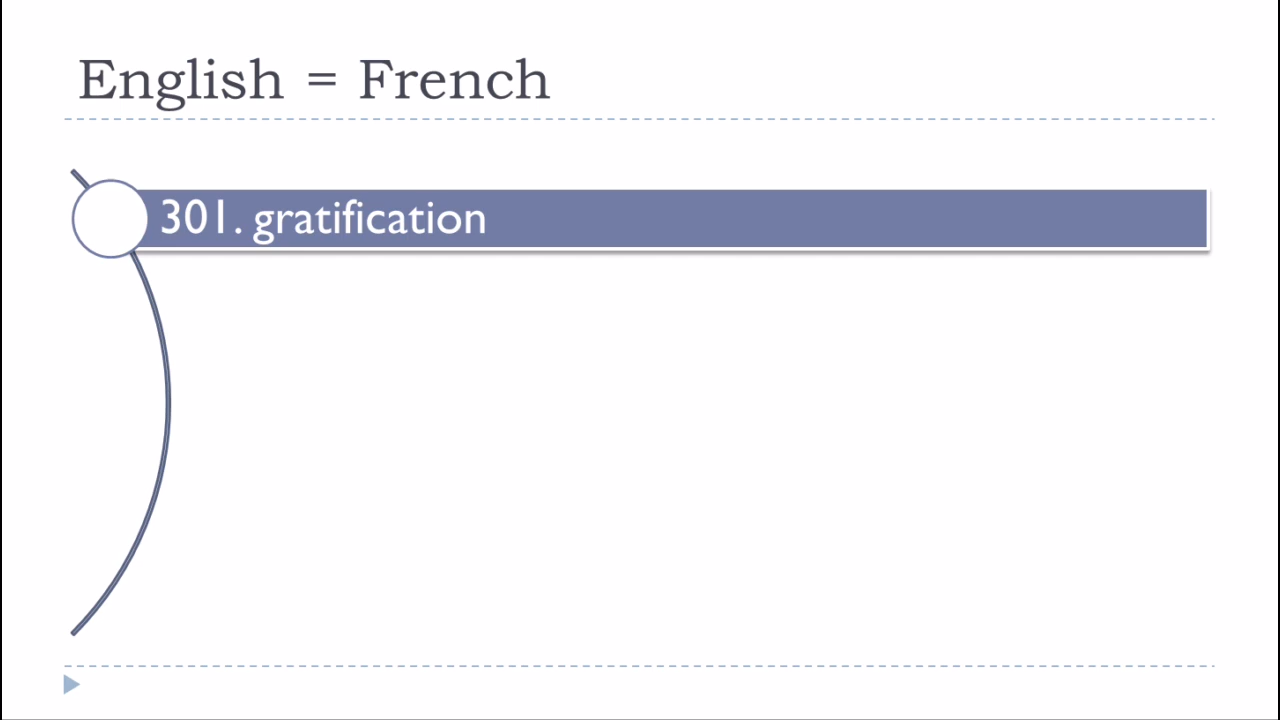 English = French
301. gratification